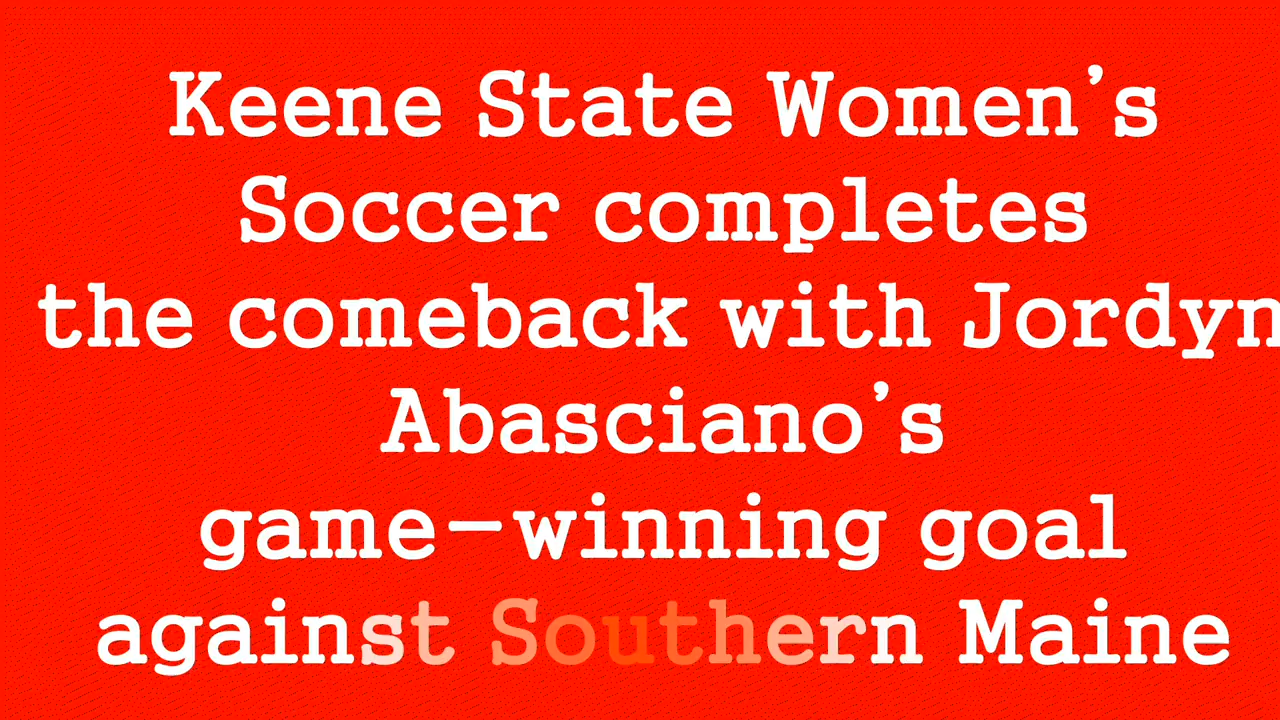 Keene State Women’s
Soccer completes
the comeback with Jordyn
Abasciano’s
game—winning goal
against Southern Maine